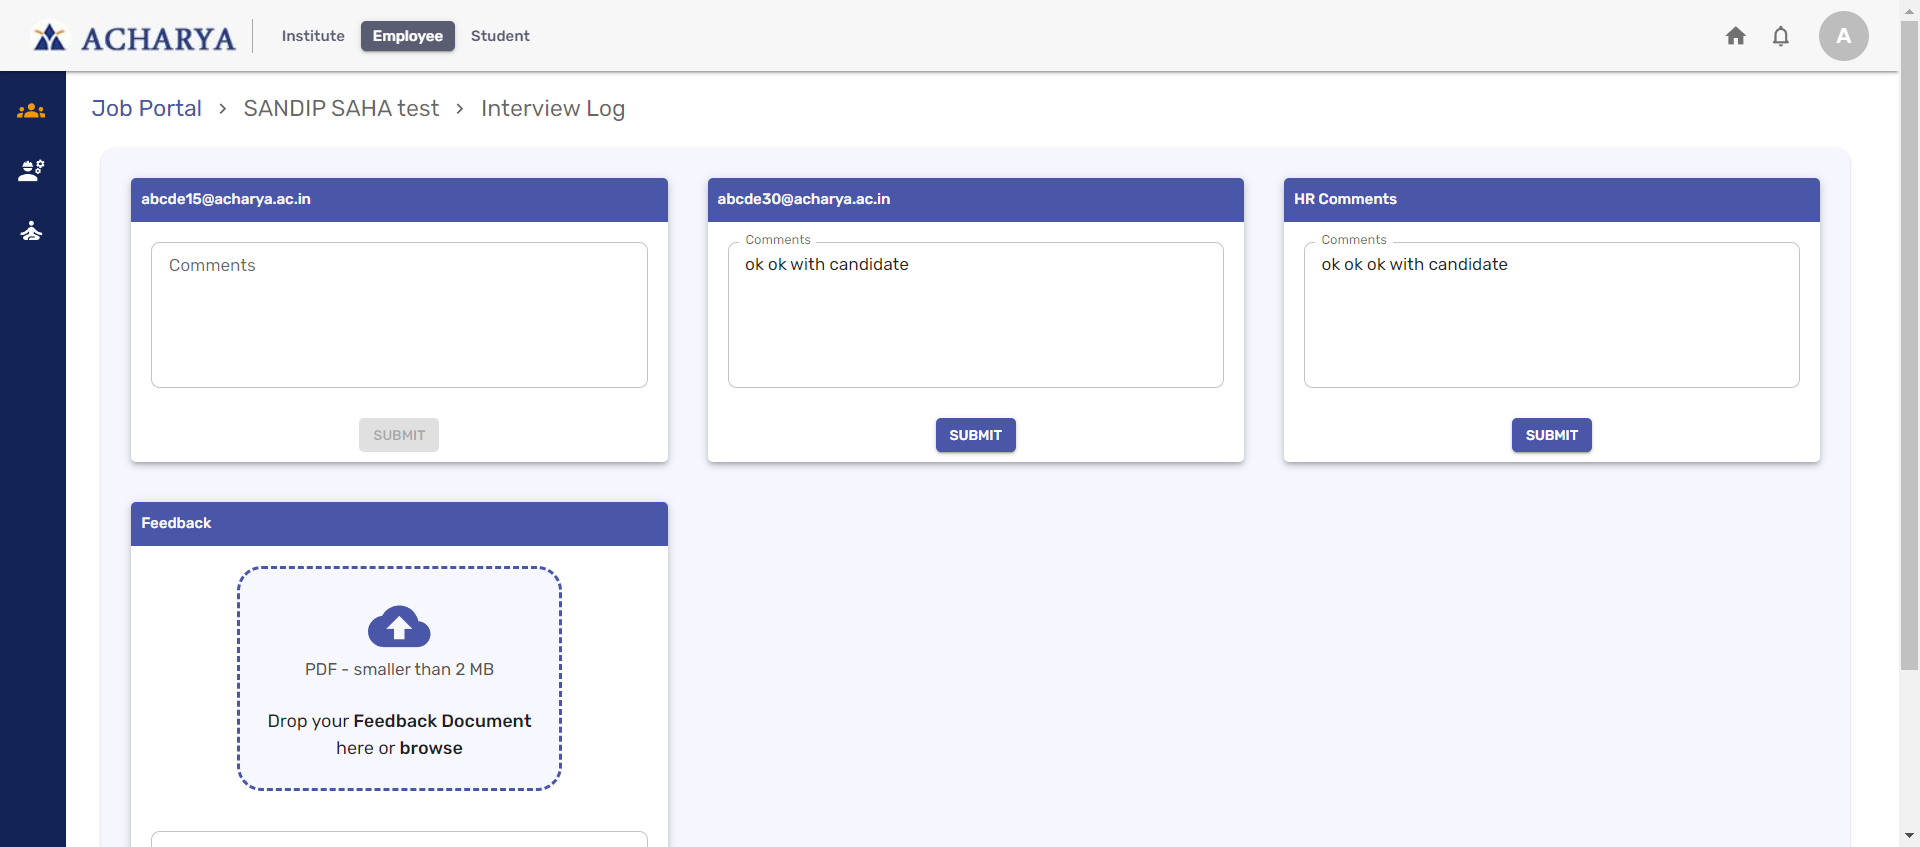 ACHARYA
Institute
Employee
Student
A
Job Portal > SANDIP SAHA test > Interview Log
abcde15@acharya.ac.in
Comments
SUBMIT
abcde30@acharya.ac.in
Comments
ok ok with candidate
SUBMIT
HR Comments
Comments
ok ok ok with candidate
SUBMIT
Feedback
PDF - smaller than 2 MB
Drop your Feedback Document
here or browse